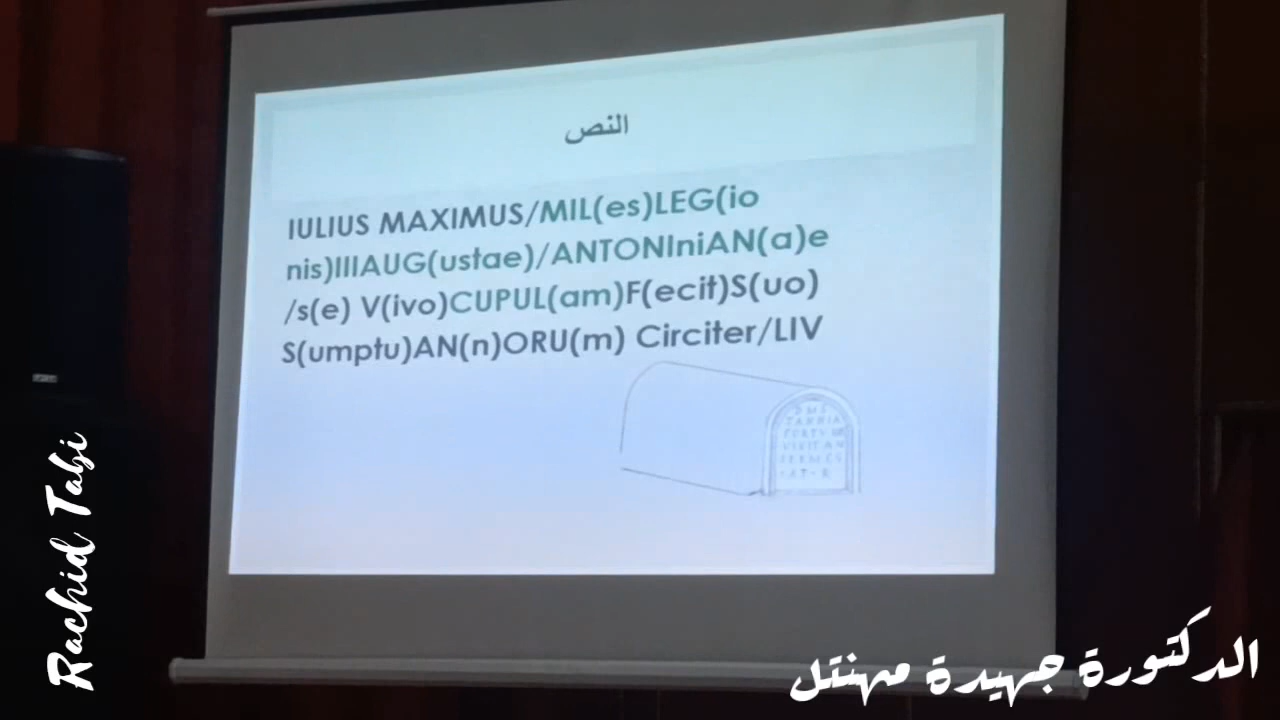 النص
IULIUS MAXIMUS/MIL(es)LEG(io
nis)IIIAUG(ustae)/ANTONIniAN(a)e
/s(e) V(ivo)CUPUL(am)F(ecit)S(uo)
S(umptu)AN(n)ORU(m) Circiter/LIV
Rachid Tabi
الدكتورة جهيدة مهنتل